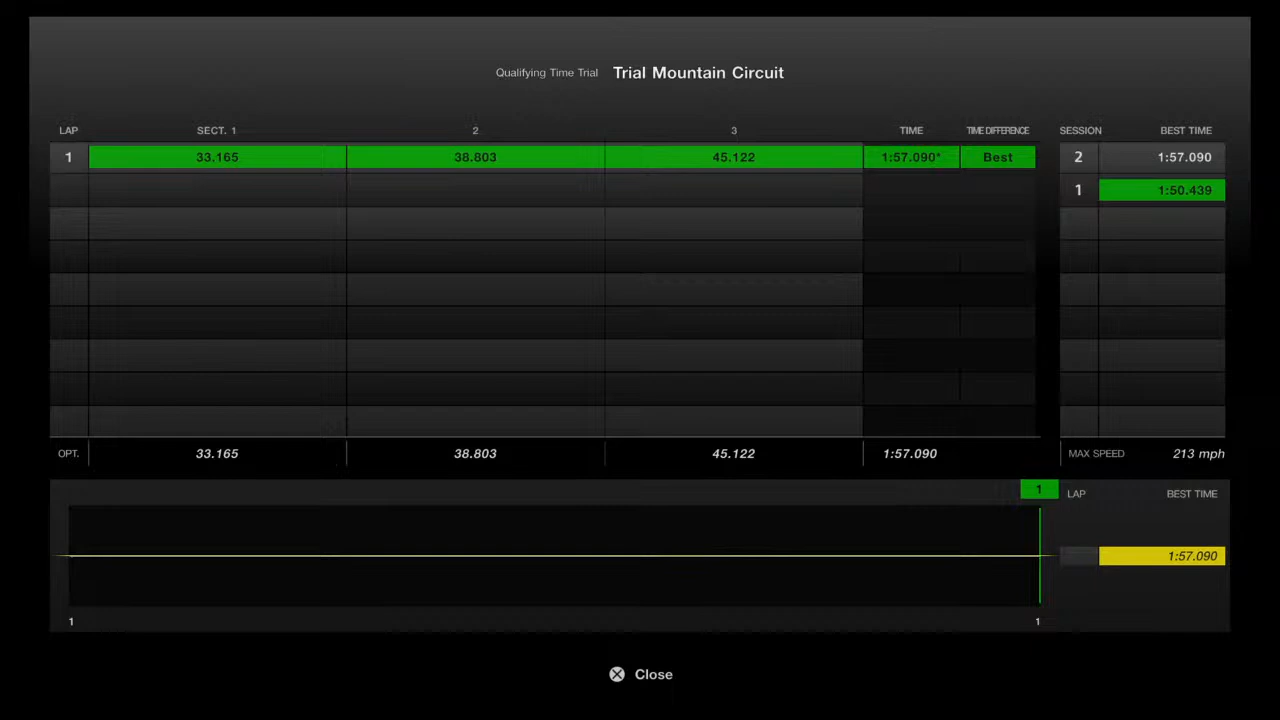 Qualifying Time Trial Trial Mountain Circuit
LAP SECT. 1 2 3 TIME TIME DIFFERENCE SESSION BEST TIME
1 33.165 38.803 45.122 1:57.090* Best 2 1:57.090
1 1:50.439
OPT. 33.165 38.803 45.122 1:57.090 MAX SPEED 213 mph
1 LAP BEST TIME
1:57.090
1 1
Close